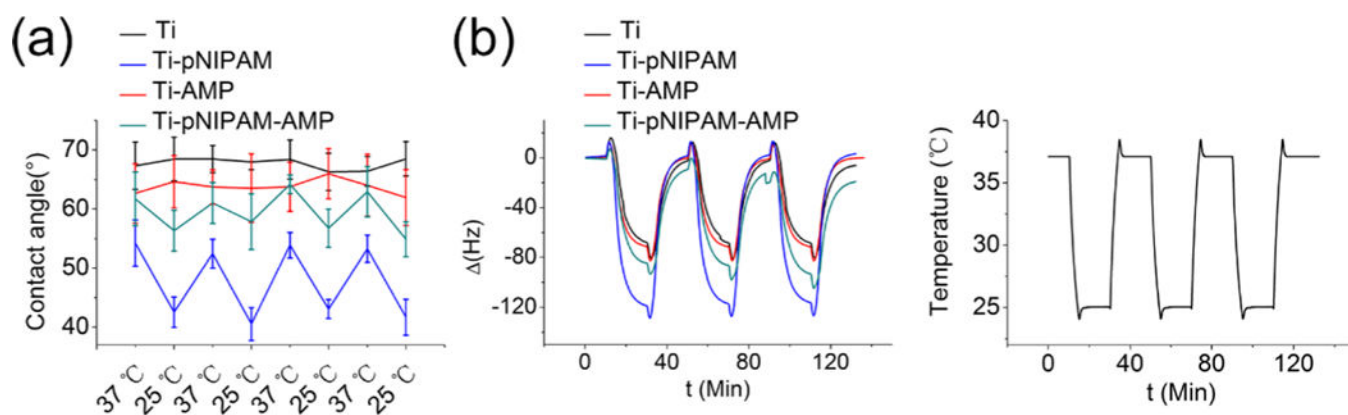 (a)
Ti
Ti-pNIPAM
Ti-AMP
Ti-pNIPAM-AMP
Contact angle(°)
70
60
50
40
37 °C
25 °C
37 °C
25 °C
37 °C
25 °C
37 °C
25 °C
(b)
Ti
Ti-pNIPAM
Ti-AMP
Ti-pNIPAM-AMP
Δ(Hz)
0
-40
-80
-120
0 40 80 120
t (Min)
Temperature (℃)
40
35
30
25
0 40 80 120
t (Min)